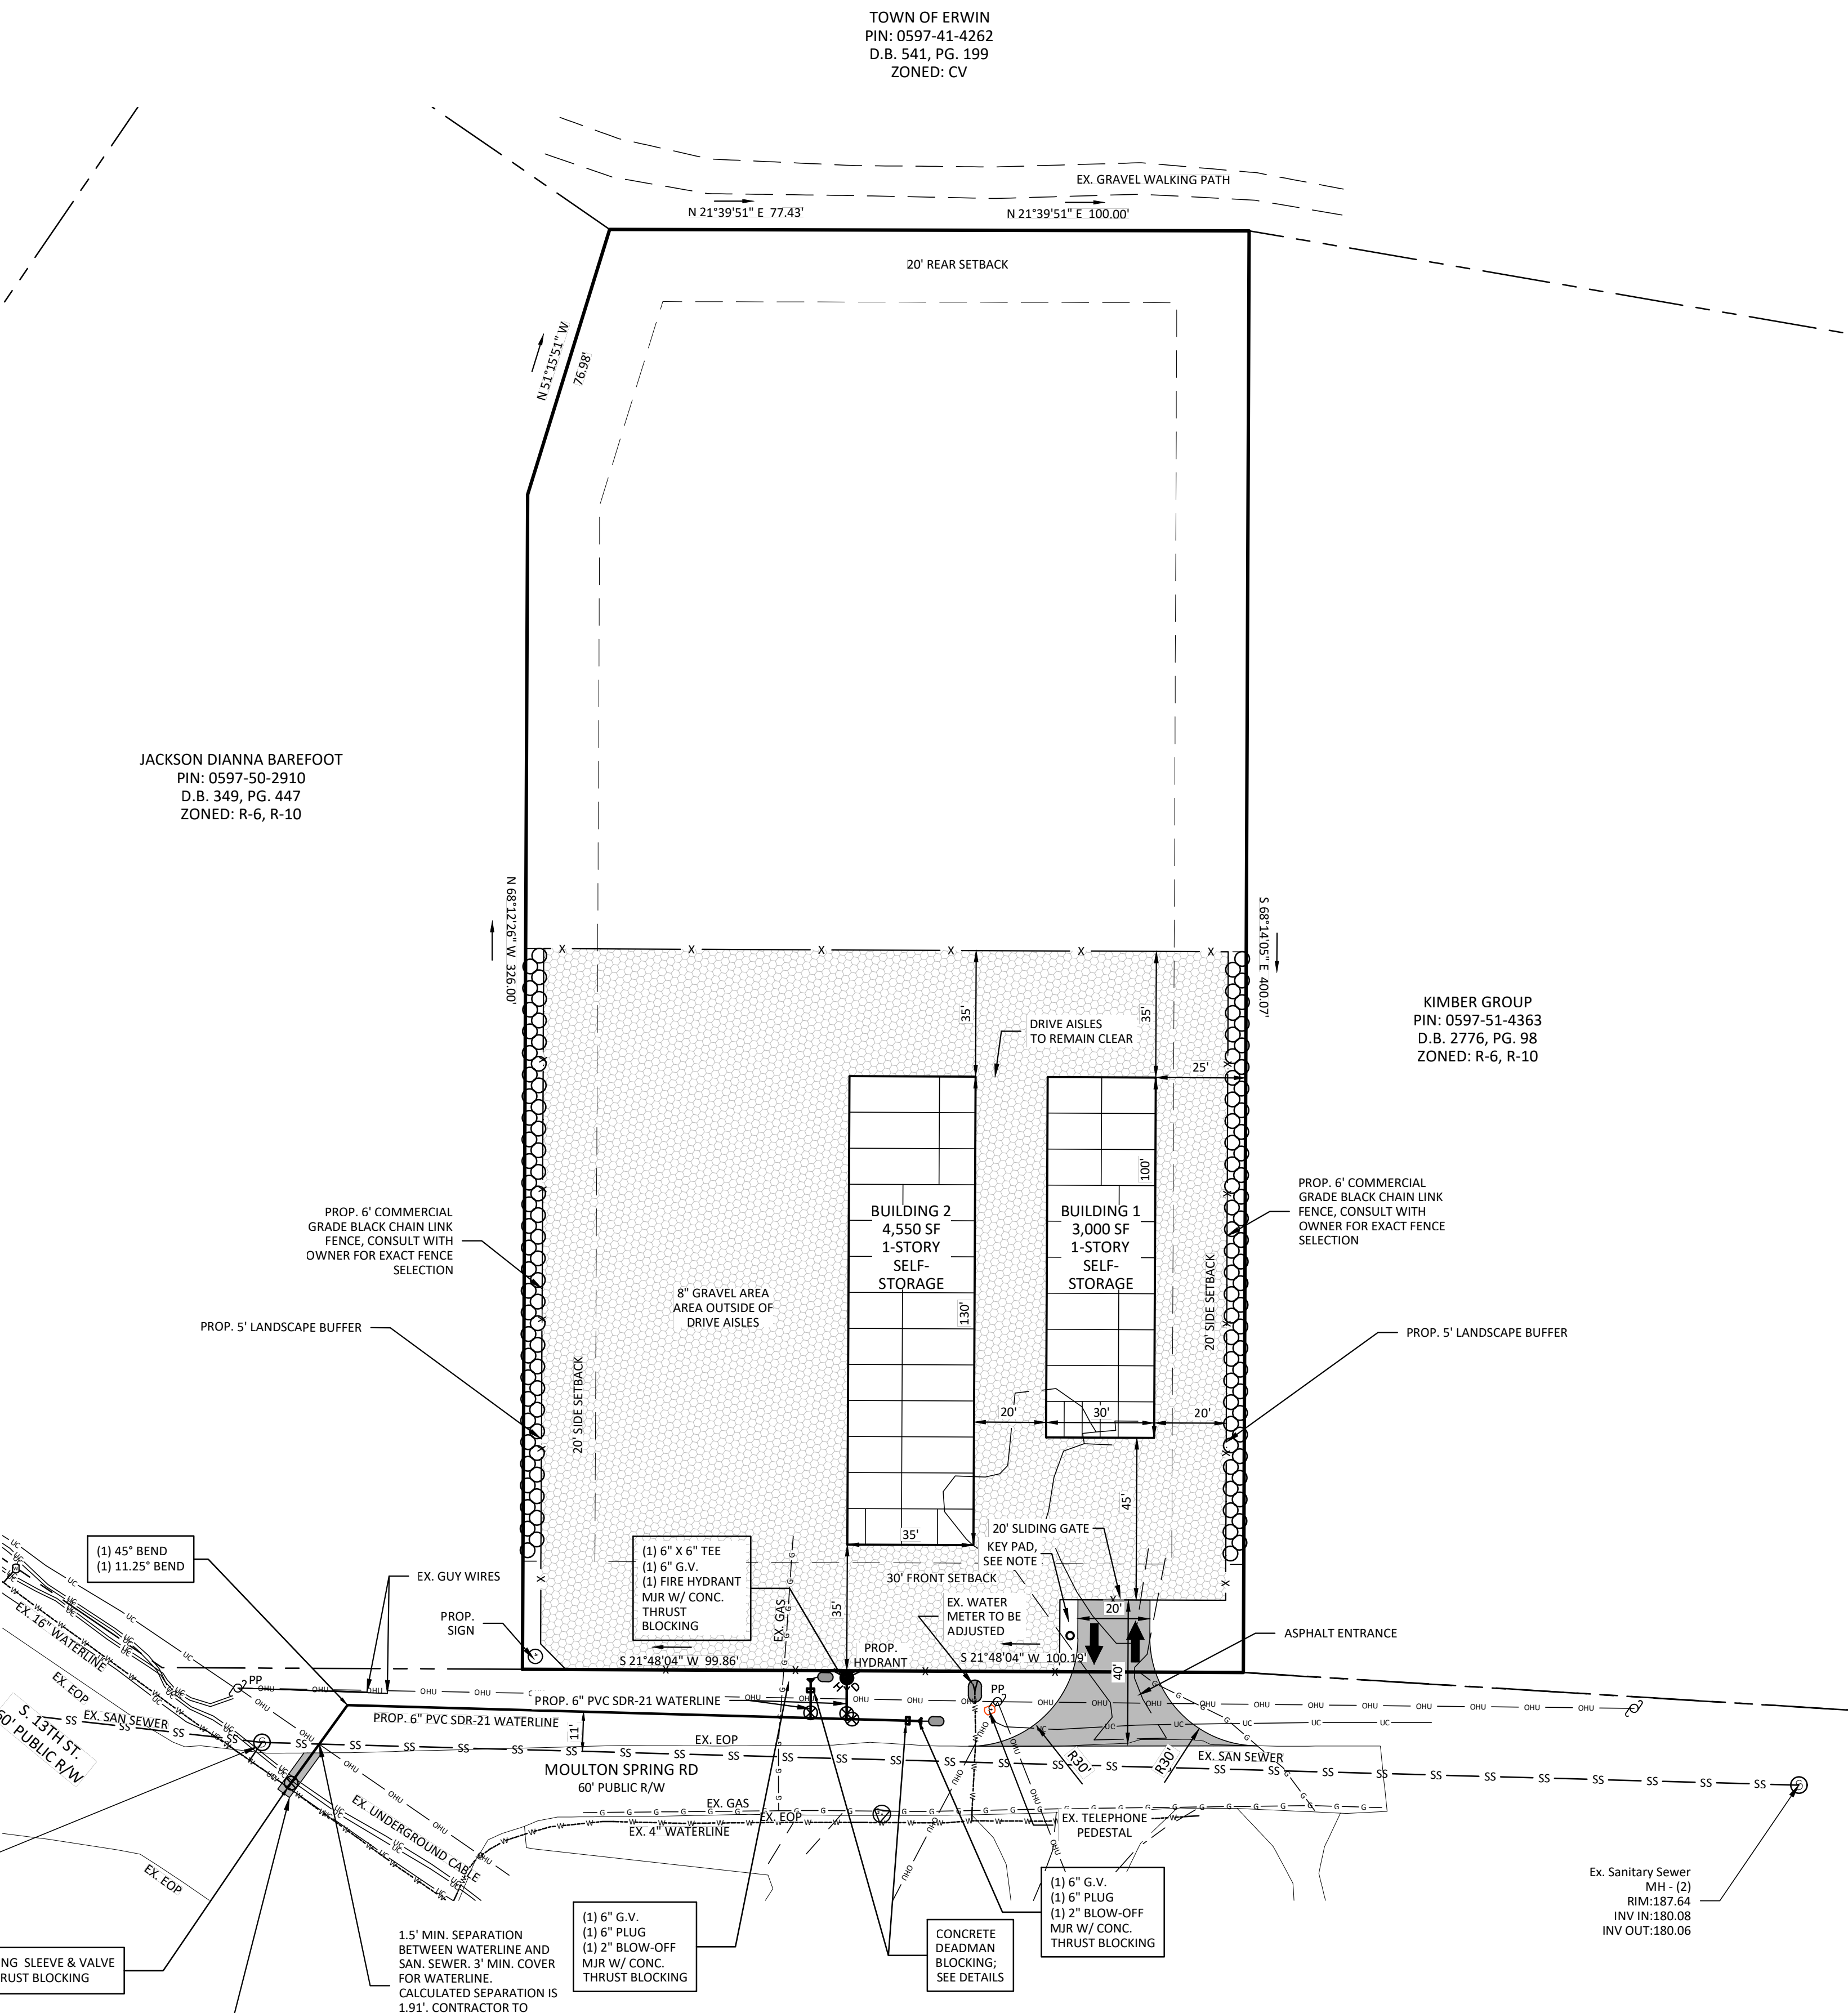 TOWN OF ERWIN
PIN: 0597-41-4262
D.B. 541, PG. 199
ZONED: CV
EX. GRAVEL WALKING PATH
N 21°39'51" E 77.43'
N 21°39'51" E 100.00'
20' REAR SETBACK
N 51°15'51" W
76.98'
JACKSON DIANNA BAREFOOT
PIN: 0597-50-2910
D.B. 349, PG. 447
ZONED: R-6, R-10
N 68°12'26" W 326.00'
S 68°14'05" E 400.07'
KIMBER GROUP
PIN: 0597-51-4363
D.B. 2776, PG. 98
ZONED: R-6, R-10
35'
35'
DRIVE AISLES
TO REMAIN CLEAR
25'
100'
PROP. 6' COMMERCIAL
GRADE BLACK CHAIN LINK
FENCE, CONSULT WITH
OWNER FOR EXACT FENCE
SELECTION
BUILDING 2
4,550 SF
1-STORY
SELF-
STORAGE
BUILDING 1
3,000 SF
1-STORY
SELF-
STORAGE
PROP. 6' COMMERCIAL
GRADE BLACK CHAIN LINK
FENCE, CONSULT WITH
OWNER FOR EXACT FENCE
SELECTION
8" GRAVEL AREA
AREA OUTSIDE OF
DRIVE AISLES
130'
20' SIDE SETBACK
PROP. 5' LANDSCAPE BUFFER
PROP. 5' LANDSCAPE BUFFER
20' SIDE SETBACK
20'
30'
20'
45'
35'
20' SLIDING GATE
KEY PAD,
SEE NOTE
30' FRONT SETBACK
(1) 45° BEND
(1) 11.25° BEND
EX. GUY WIRES
(1) 6" X 6" TEE
(1) 6" G.V.
(1) FIRE HYDRANT
MJR W/ CONC.
THRUST
BLOCKING
EX. GAS
35'
EX. WATER
METER TO BE
ADJUSTED
20'
40'
ASPHALT ENTRANCE
PROP.
SIGN
PROP.
HYDRANT
S 21°48'04" W 99.86'
S 21°48'04" W 100.19'
EX. 16" WATERLINE
PP
PP
HYD
PROP. 6" PVC SDR-21 WATERLINE
PROP. 6" PVC SDR-21 WATERLINE
11'
EX. EOP
EX. SAN SEWER
S. 13TH ST.
60' PUBLIC R/W
EX. EOP
MOULTON SPRING RD
60' PUBLIC R/W
R30'
R30'
EX. SAN SEWER
EX. GAS
EX. EOP
EX. 4" WATERLINE
EX. TELEPHONE
PEDESTAL
EX. UNDERGROUND CABLE
EX. EOP
Ex. Sanitary Sewer
MH - (2)
RIM:187.64
INV IN:180.08
INV OUT:180.06
(1) 6" G.V.
(1) 6" PLUG
(1) 2" BLOW-OFF
MJR W/ CONC.
THRUST BLOCKING
(1) 6" G.V.
(1) 6" PLUG
(1) 2" BLOW-OFF
MJR W/ CONC.
THRUST BLOCKING
CONCRETE
DEADMAN
BLOCKING;
SEE DETAILS
NG SLEEVE & VALVE
RUST BLOCKING
1.5' MIN. SEPARATION
BETWEEN WATERLINE AND
SAN. SEWER. 3' MIN. COVER
FOR WATERLINE.
CALCULATED SEPARATION IS
1.91'. CONTRACTOR TO